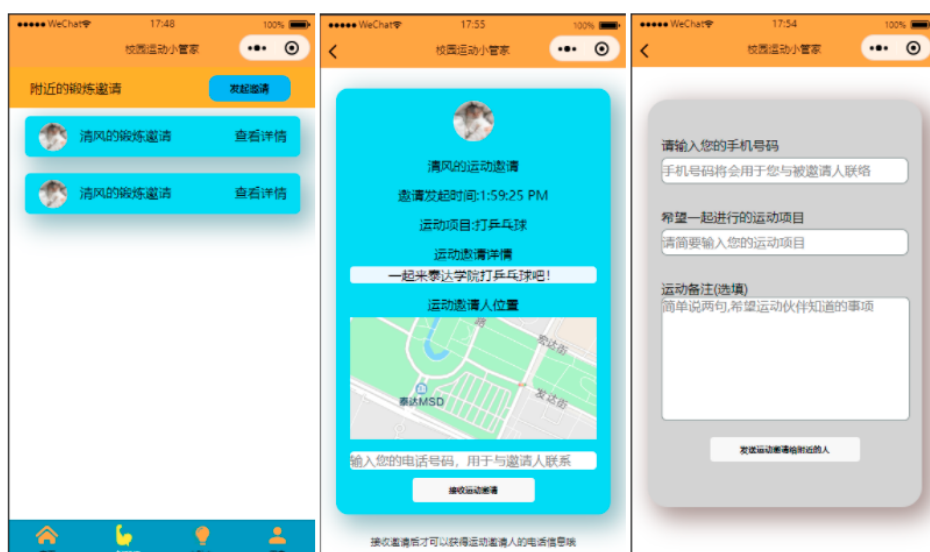 WeChat 17:48 100%
校园运动小管家
附近的锻炼邀请 发起邀请
清风的锻炼邀请 查看详情
清风的锻炼邀请 查看详情
WeChat 17:55 100%
校园运动小管家
清风的运动邀请
邀请发起时间:1:59:25 PM
运动项目:打乒乓球
运动邀请详情
一起来泰达学院打乒乓球吧!
运动邀请人位置
路
宏达街
发达街
泰达MSD
输入您的电话号码，用于与邀请人联系
接收运动邀请
接收邀请后才可以获得运动邀请人的电话信息哦
WeChat 17:54 100%
校园运动小管家
请输入您的手机号码
手机号码将会用于您与被邀请人联络
希望一起进行的运动项目
请简要输入您的运动项目
运动备注(选填)
简单说两句,希望运动伙伴知道的事项
发送运动邀请给附近的人